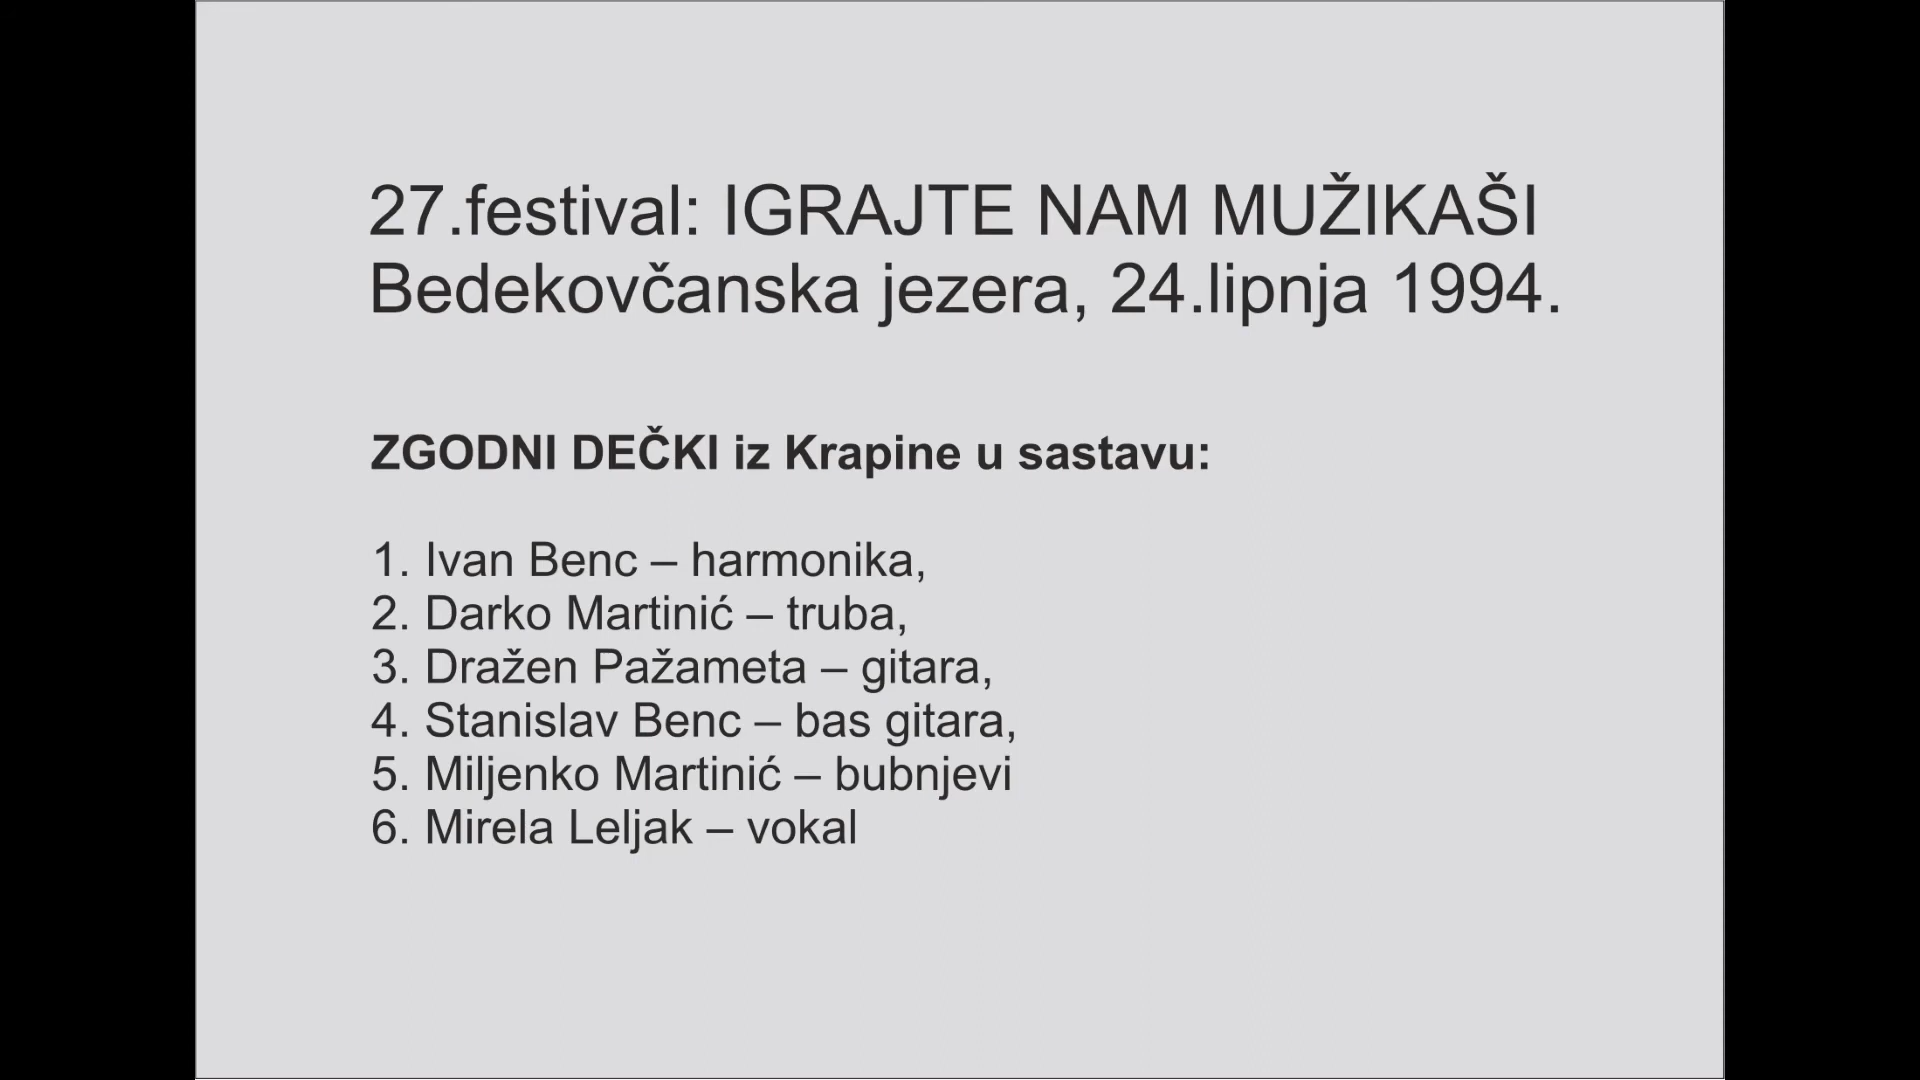 27.festival: IGRAJTE NAM MUŽIKAŠI
Bedekovčanska jezera, 24.lipnja 1994.
ZGODNI DEČKI iz Krapine u sastavu:
1. Ivan Benc – harmonika,
2. Darko Martinić – truba,
3. Dražen Pažameta – gitara,
4. Stanislav Benc – bas gitara,
5. Miljenko Martinić – bubnjevi
6. Mirela Leljak – vokal